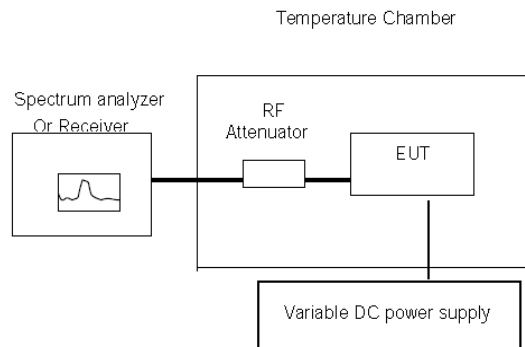 Temperature Chamber
Spectrum analyzer
Or Receiver
RF
Attenuator
EUT
Variable DC power supply